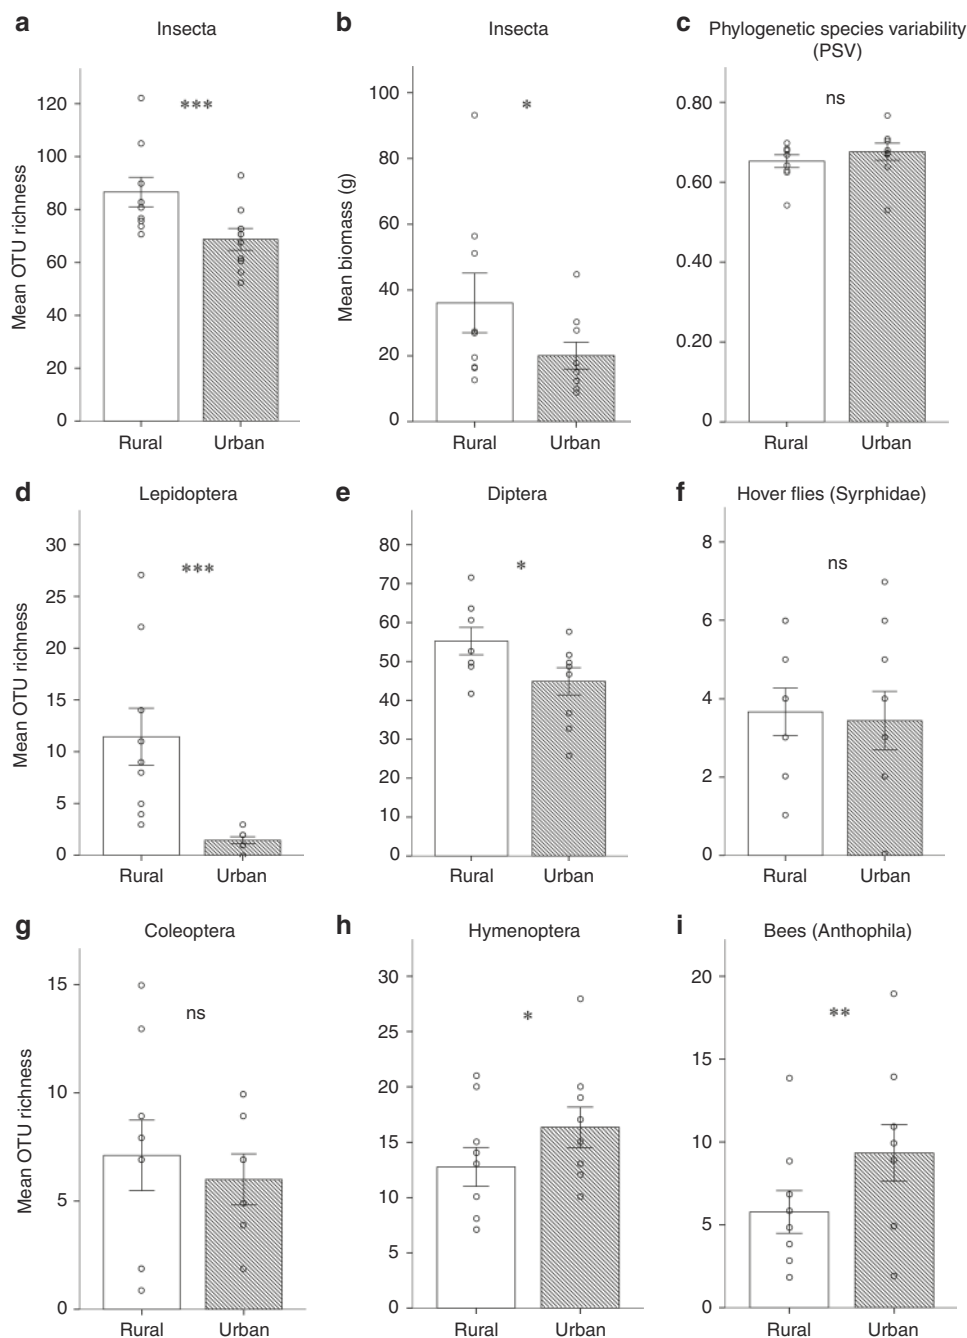 a Insecta
Mean OTU richness
120
100
80
60
40
20
0
***
Rural Urban
b Insecta
Mean biomass (g)
100
80
60
40
20
0
*
Rural Urban
c Phylogenetic species variability
(PSV)
0.80
0.60
0.40
0.20
0
ns
Rural Urban
d Lepidoptera
Mean OTU richness
30
25
20
15
10
5
0
***
Rural Urban
e Diptera
80
70
60
50
40
30
20
10
0
*
Rural Urban
f Hover flies (Syrphidae)
8
6
4
2
0
ns
Rural Urban
g Coleoptera
Mean OTU richness
15
10
5
0
ns
Rural Urban
h Hymenoptera
30
25
20
15
10
5
0
*
Rural Urban
i Bees (Anthophila)
20
15
10
5
0
**
Rural Urban